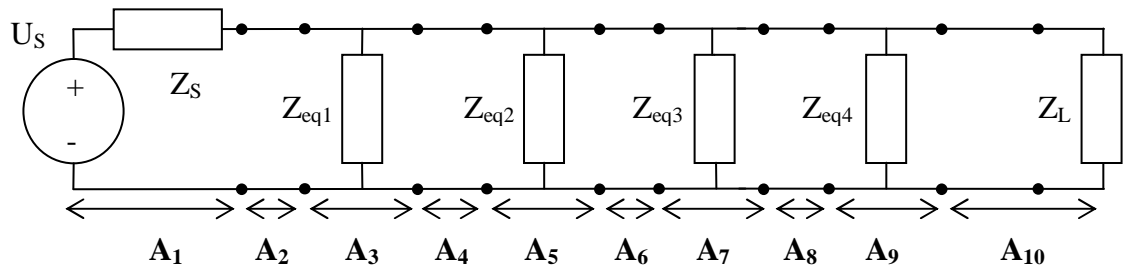 U_S
+
-
Z_S
Z_eq1
Z_eq2
Z_eq3
Z_eq4
Z_L
A_1 A_2 A_3 A_4 A_5 A_6 A_7 A_8 A_9 A_10